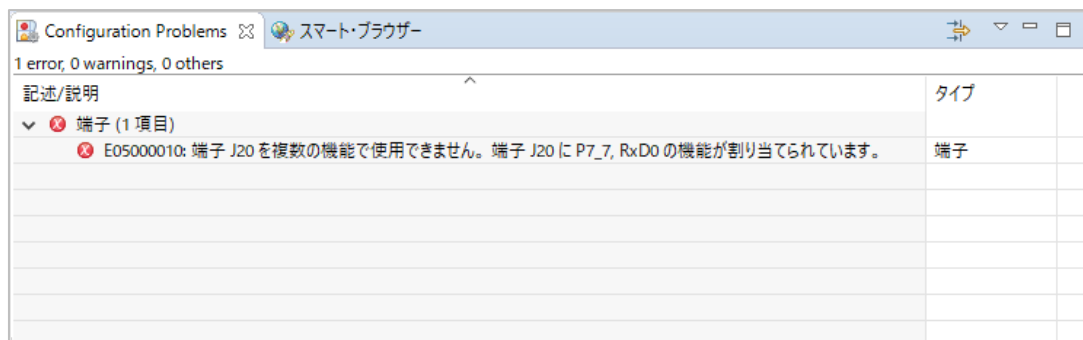 Configuration Problems スマート・ブラウザー
1 error, 0 warnings, 0 others
記述/説明 タイプ
端子 (1 項目)
E05000010: 端子 J20 を複数の機能で使用できません。端子 J20 に P7_7, RxD0 の機能が割り当てられています。 端子